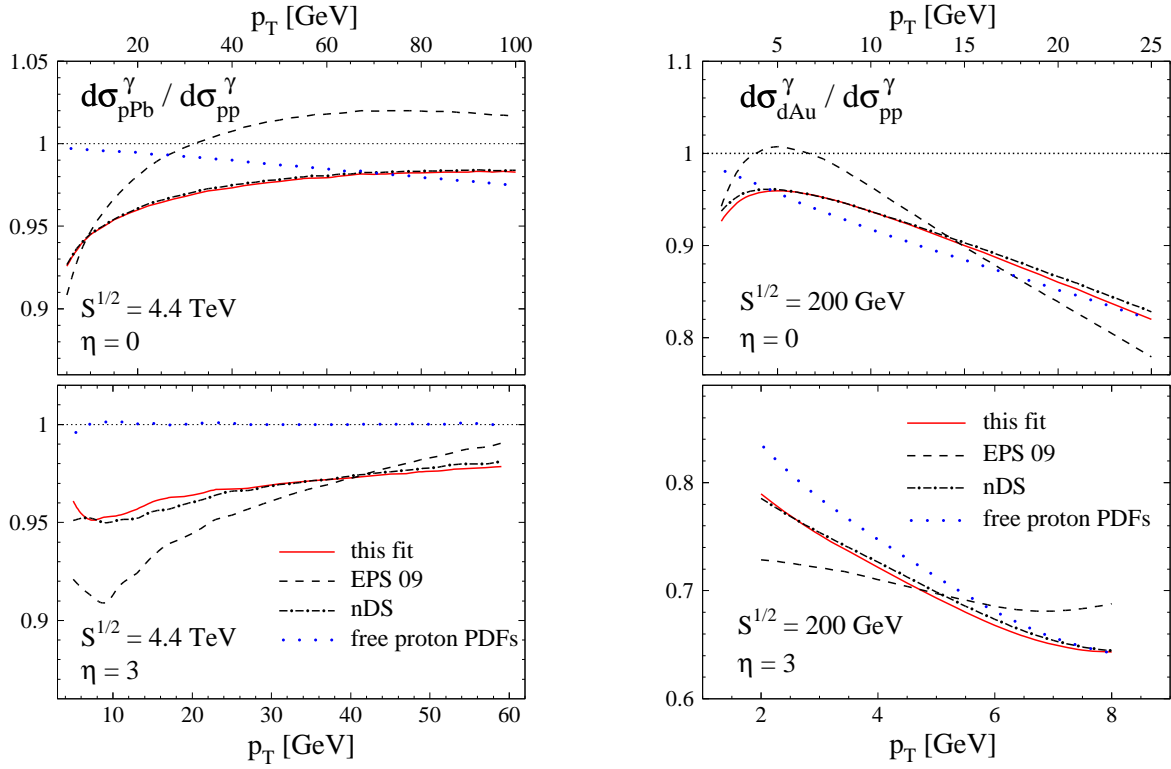 p_T [GeV]
20 40 60 80 100
1.05
1
0.95
0.9
dσ^γ_pPb / dσ^γ_pp
S^1/2 = 4.4 TeV
η = 0
1
0.95
0.9
this fit
EPS 09
nDS
free proton PDFs
S^1/2 = 4.4 TeV
η = 3
10 20 30 40 50 60
p_T [GeV]
p_T [GeV]
5 10 15 20 25
1.1
1
0.9
0.8
dσ^γ_dAu / dσ^γ_pp
S^1/2 = 200 GeV
η = 0
0.8
0.7
0.6
this fit
EPS 09
nDS
free proton PDFs
S^1/2 = 200 GeV
η = 3
2 4 6 8
p_T [GeV]